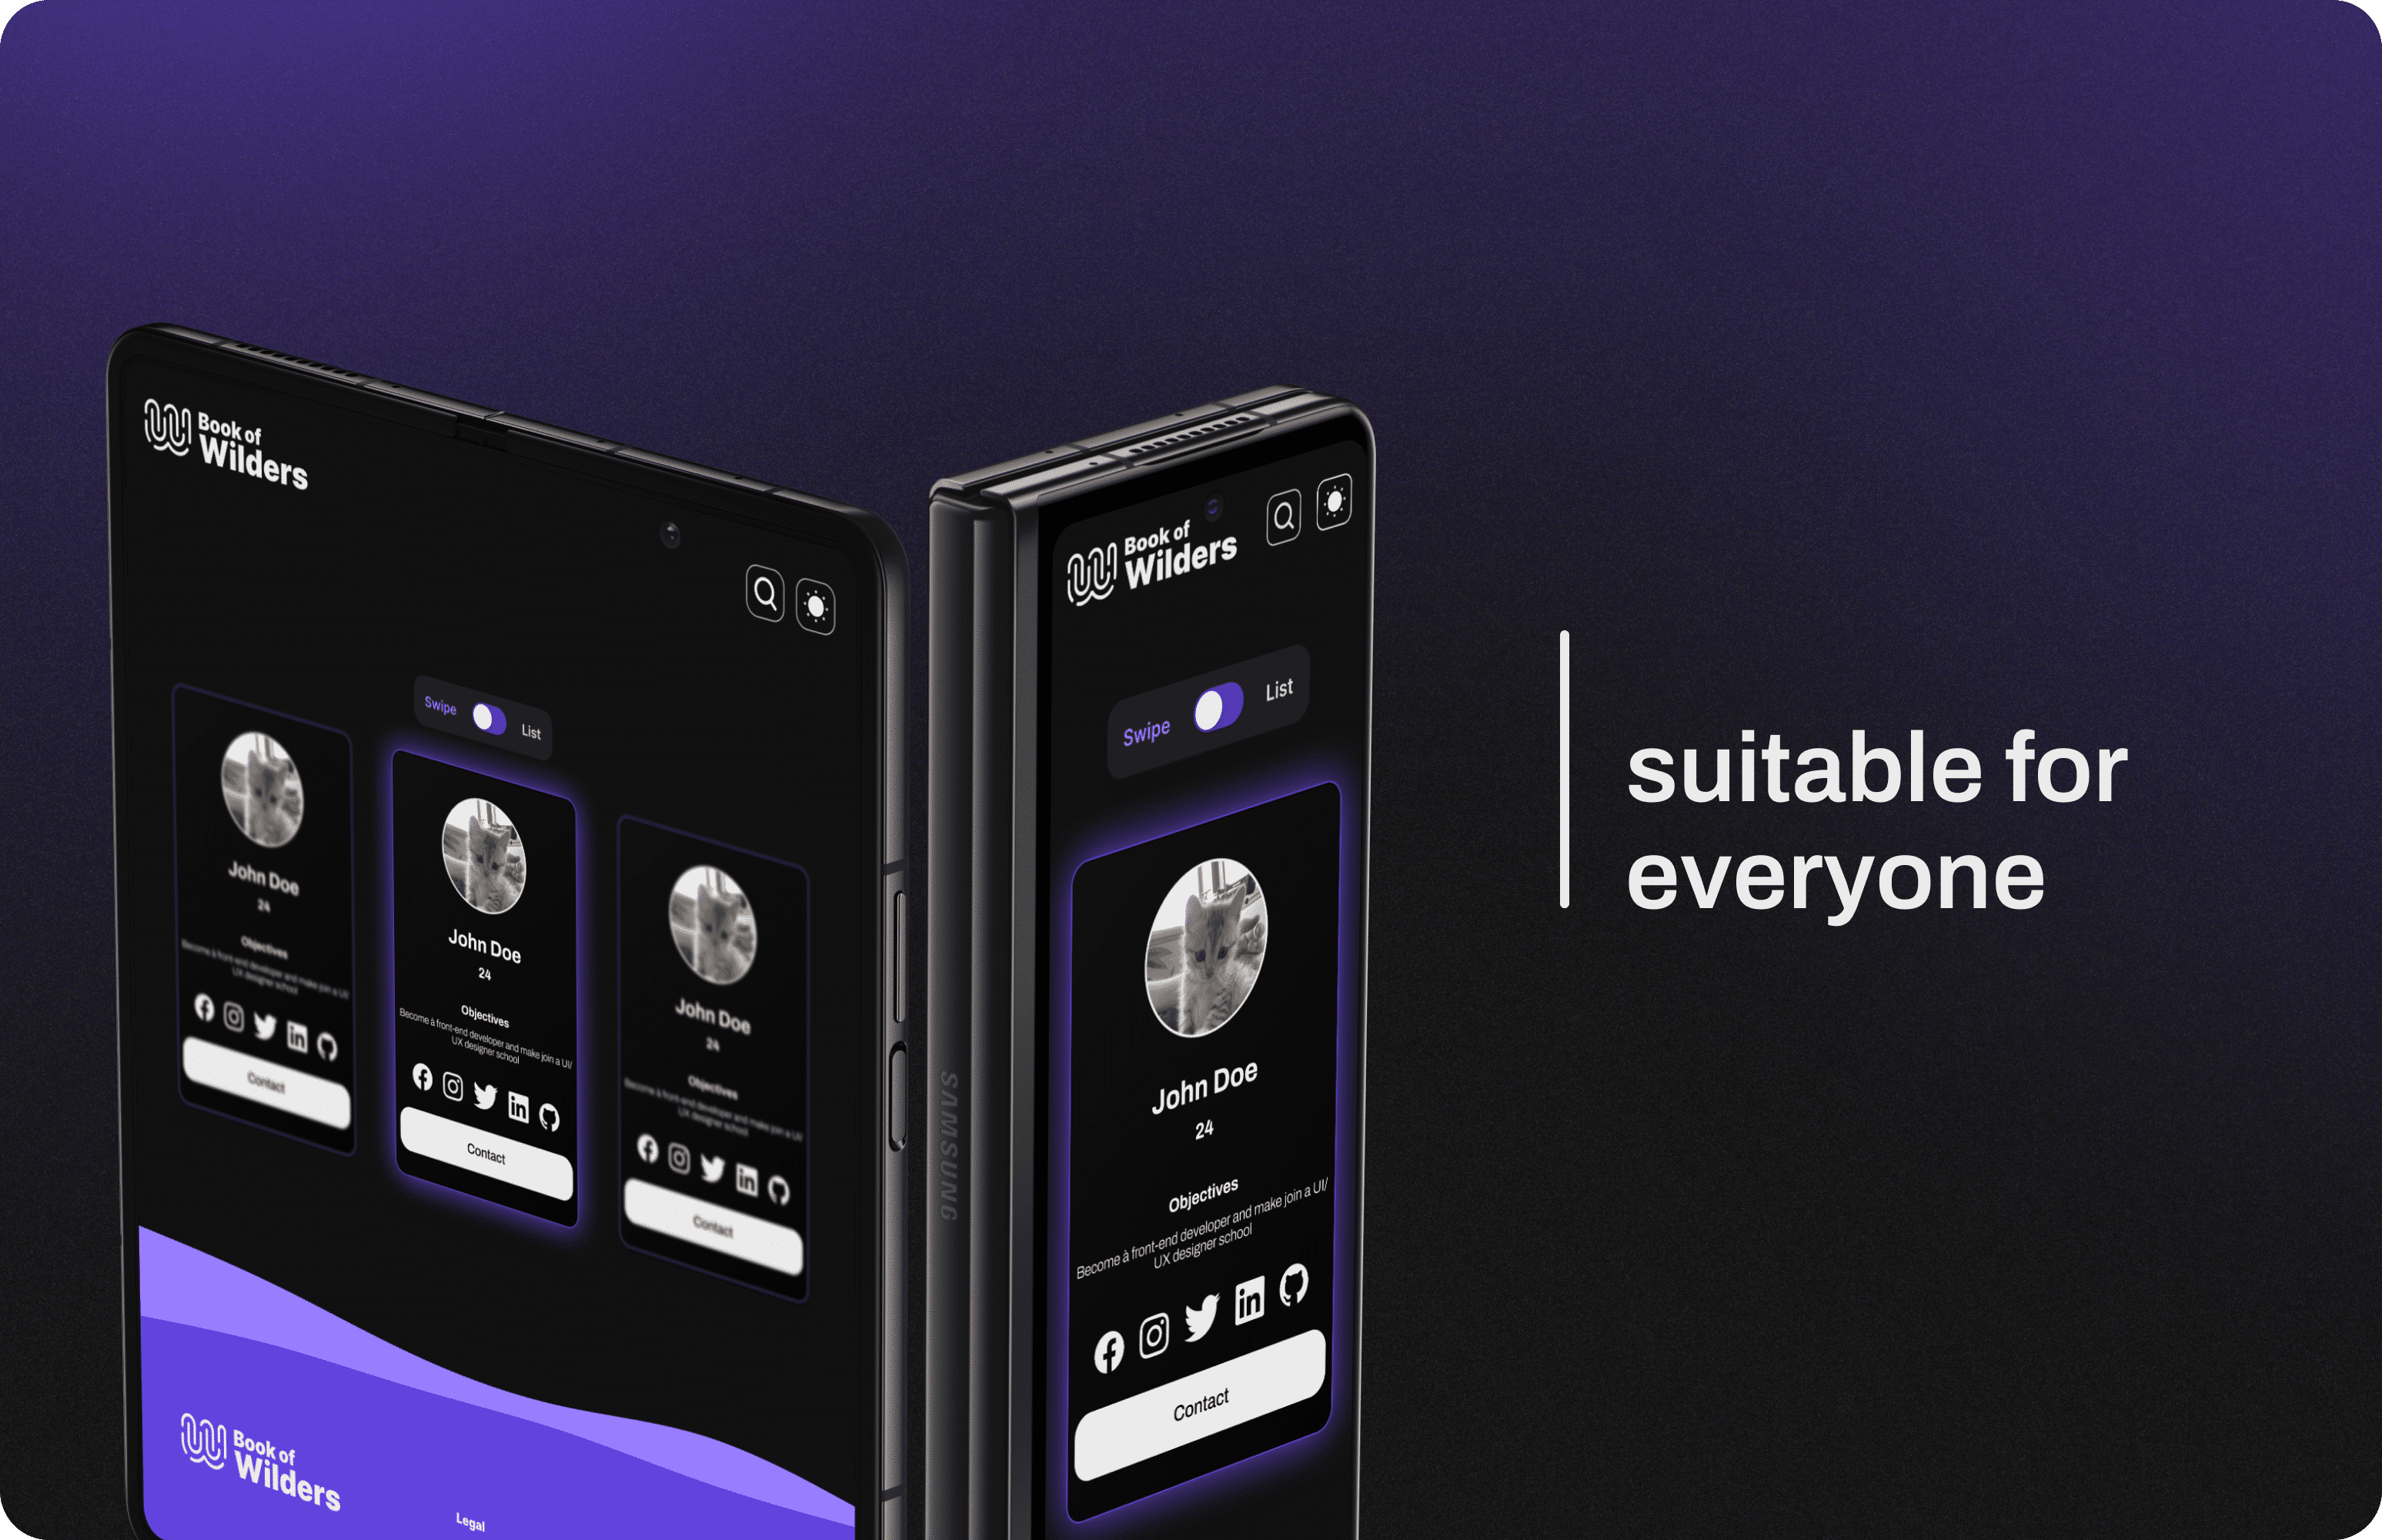 Book of
Wilders
Swipe
List
John Doe
24
Objectives
Become à front-end developer and make join a UI/
UX designer school
Contact
John Doe
24
Objectives
Become à front-end developer and make join a UI/
UX designer school
in
Contact
John Doe
24
Objectives
Become à front-end developer and make join a UI/
UX designer school
in
Contact
Book of
Wilders
Legal
SAMSUNG
Book of
Wilders
Swipe
List
John Doe
24
Objectives
Become à front-end developer and make join a UI/
UX designer school
in
Contact
suitable for
everyone